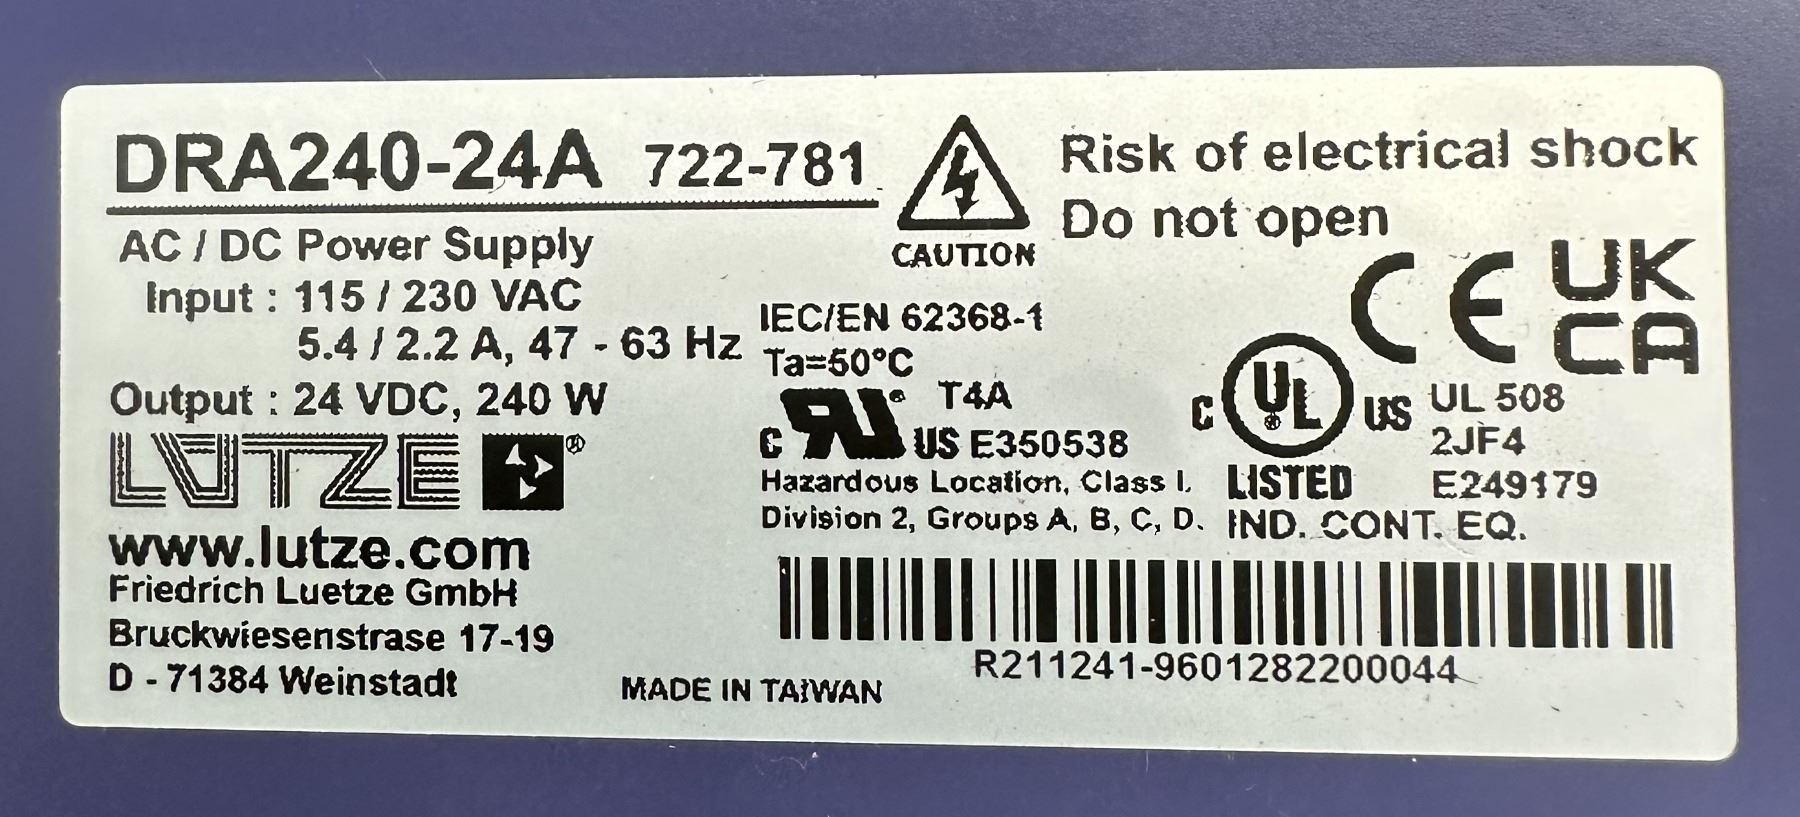 DRA240-24A 722-781
AC / DC Power Supply
Input : 115 / 230 VAC
5.4 / 2.2 A, 47 - 63 Hz
Output : 24 VDC, 240 W
LÜTZE ®
www.lutze.com
Friedrich Luetze GmbH
Bruckwiesenstrase 17-19
D - 71384 Weinstadt
MADE IN TAIWAN
CAUTION
Risk of electrical shock
Do not open
CE UK CA
IEC/EN 62368-1
Ta=50°C
T4A
C RU ® US E350538
Hazardous Location, Class I,
Division 2, Groups A, B, C, D.
C UL ® US
LISTED
UL 508
2JF4
E249179
IND. CONT. EQ.
R211241-9601282200044